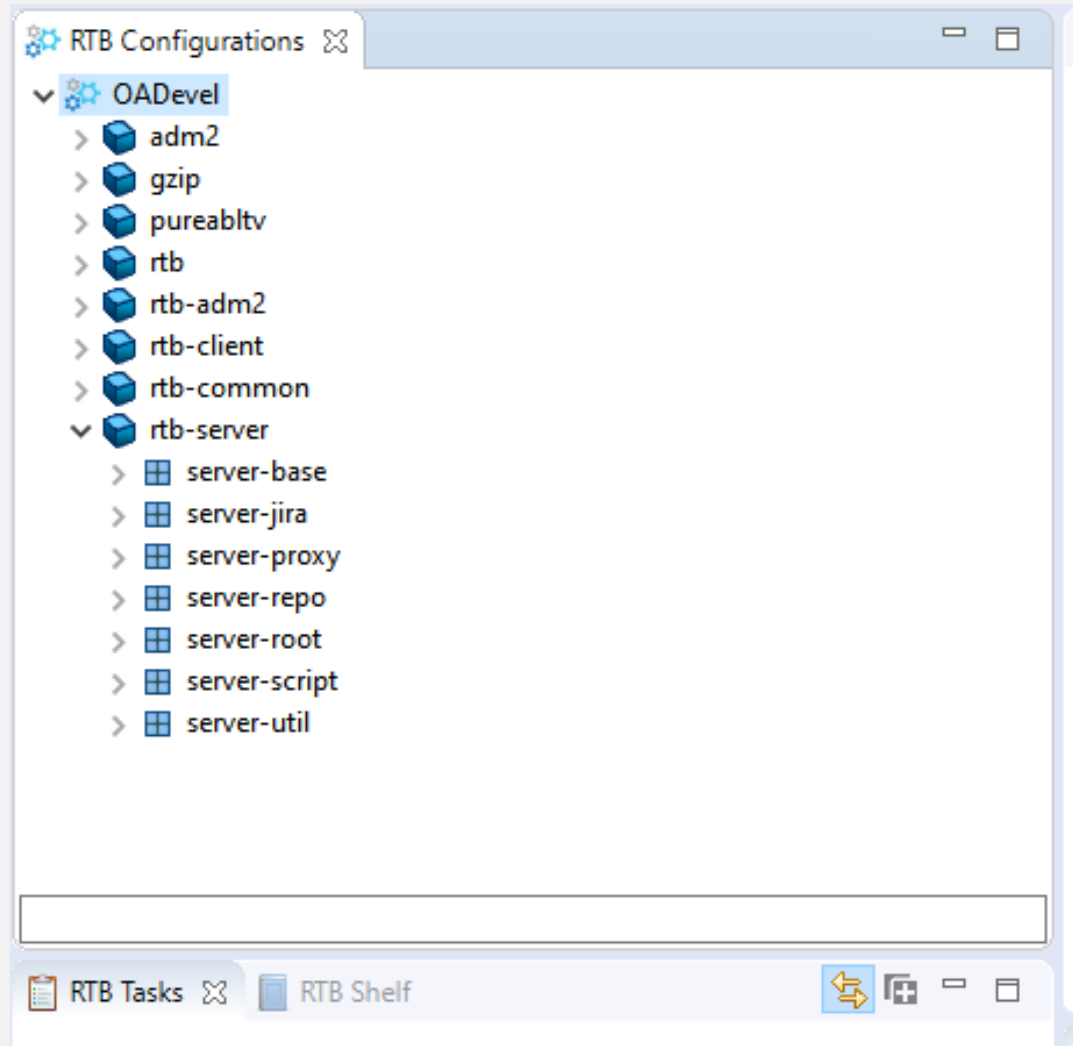 RTB Configurations
OADevel
adm2
gzip
pureabltv
rtb
rtb-adm2
rtb-client
rtb-common
rtb-server
server-base
server-jira
server-proxy
server-repo
server-root
server-script
server-util
RTB Tasks RTB Shelf